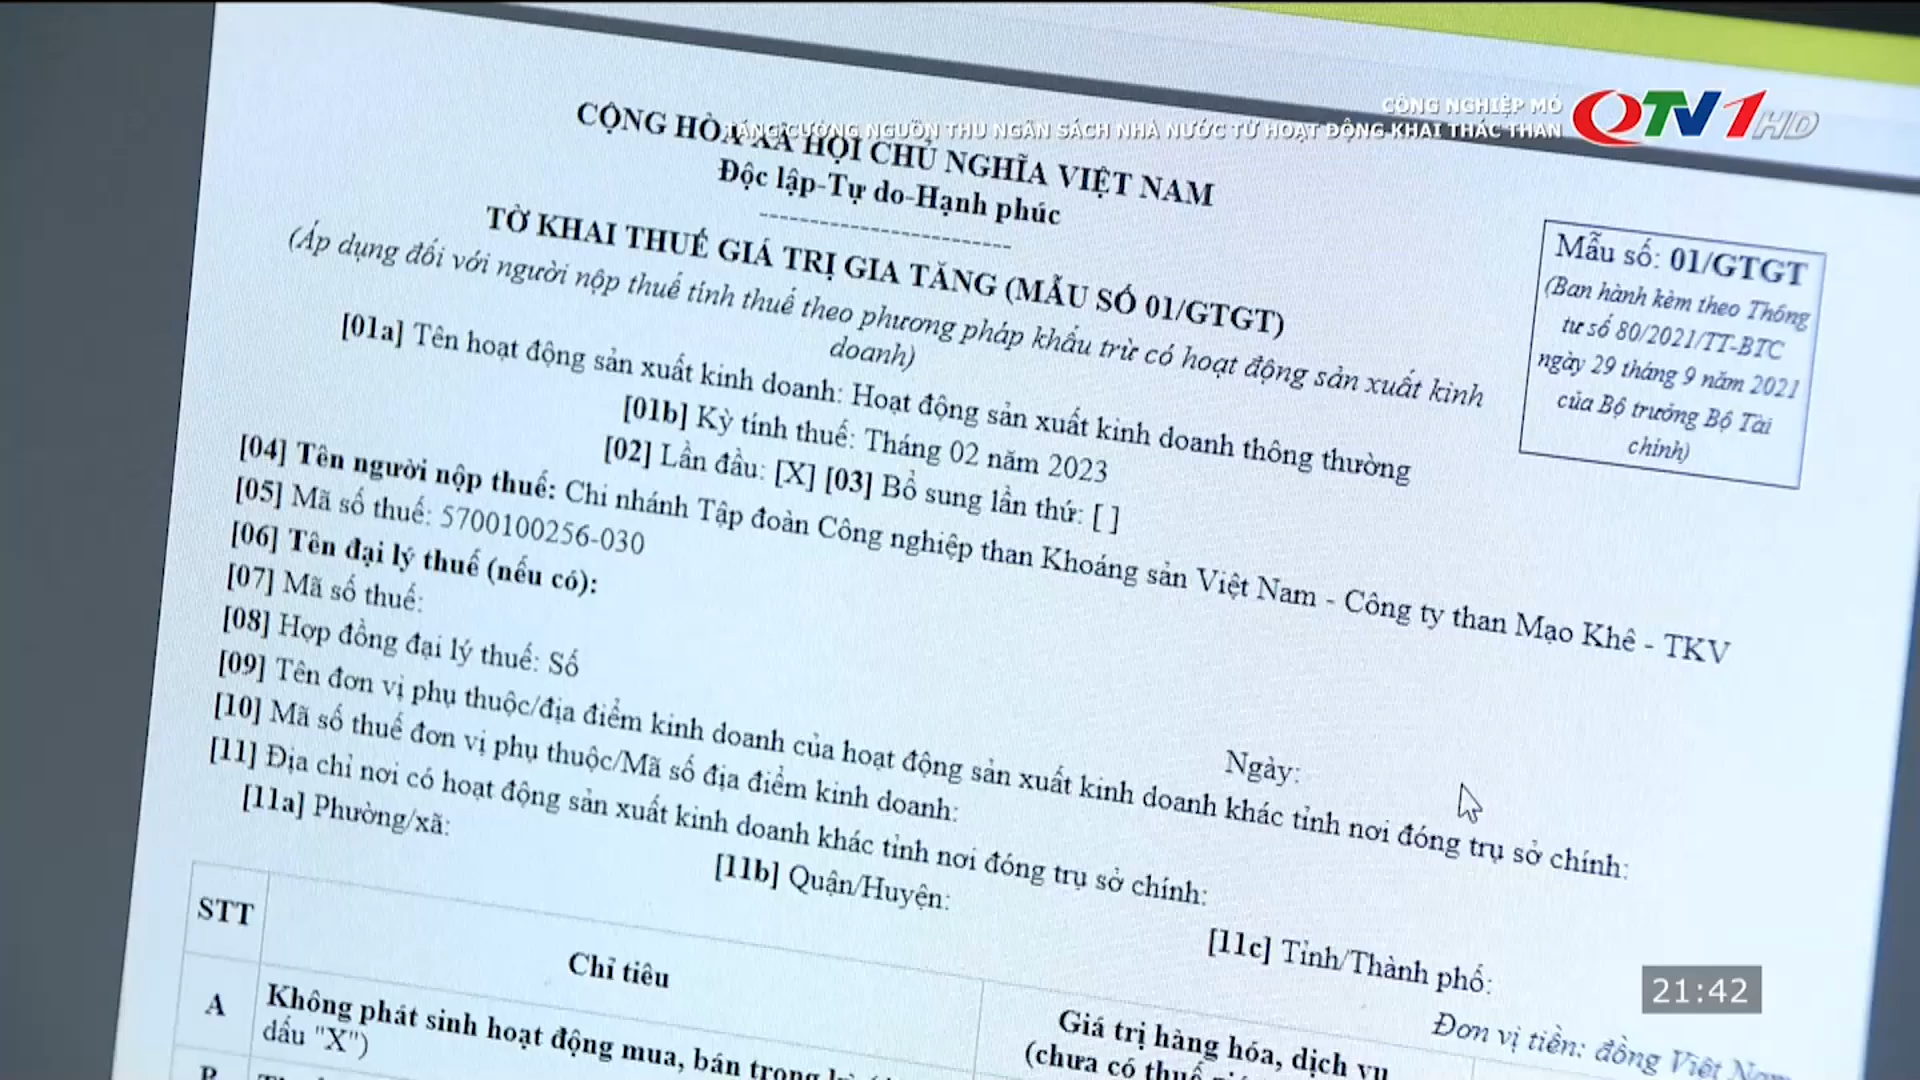 CÔNG NGHIỆP MỎ
TĂNG CƯỜNG NGUỒN THU NGÂN SÁCH NHÀ NƯỚC TỪ HOẠT ĐỘNG KHAI THÁC THAN
QTV1HD
CỘNG HÒA XÃ HỘI CHỦ NGHĨA VIỆT NAM
Độc lập-Tự do-Hạnh phúc
TỜ KHAI THUẾ GIÁ TRỊ GIA TĂNG (MẪU SỐ 01/GTGT)
(Áp dụng đối với người nộp thuế tính thuế theo phương pháp khấu trừ có hoạt động sản xuất kinh
doanh)
Mẫu số: 01/GTGT
(Ban hành kèm theo Thông
tư số 80/2021/TT-BTC
ngày 29 tháng 9 năm 2021
của Bộ trưởng Bộ Tài
chính)
[01a] Tên hoạt động sản xuất kinh doanh: Hoạt động sản xuất kinh doanh thông thường
[01b] Kỳ tính thuế: Tháng 02 năm 2023
[02] Lần đầu: [X] [03] Bổ sung lần thứ: [ ]
[04] Tên người nộp thuế: Chi nhánh Tập đoàn Công nghiệp than Khoáng sản Việt Nam - Công ty than Mạo Khê - TKV
[05] Mã số thuế: 5700100256-030
[06] Tên đại lý thuế (nếu có):
[07] Mã số thuế:
[08] Hợp đồng đại lý thuế: Số Ngày:
[09] Tên đơn vị phụ thuộc/địa điểm kinh doanh của hoạt động sản xuất kinh doanh khác tỉnh nơi đóng trụ sở chính:
[10] Mã số thuế đơn vị phụ thuộc/Mã số địa điểm kinh doanh:
[11] Địa chỉ nơi có hoạt động sản xuất kinh doanh khác tỉnh nơi đóng trụ sở chính:
[11a] Phường/xã: [11b] Quận/Huyện: [11c] Tỉnh/Thành phố:
Đơn vị tiền: đồng Việt Nam
STT Chỉ tiêu Giá trị hàng hóa, dịch vụ
(chưa có thuế
A Không phát sinh hoạt động mua, bán trong
dấu "X")
21:42